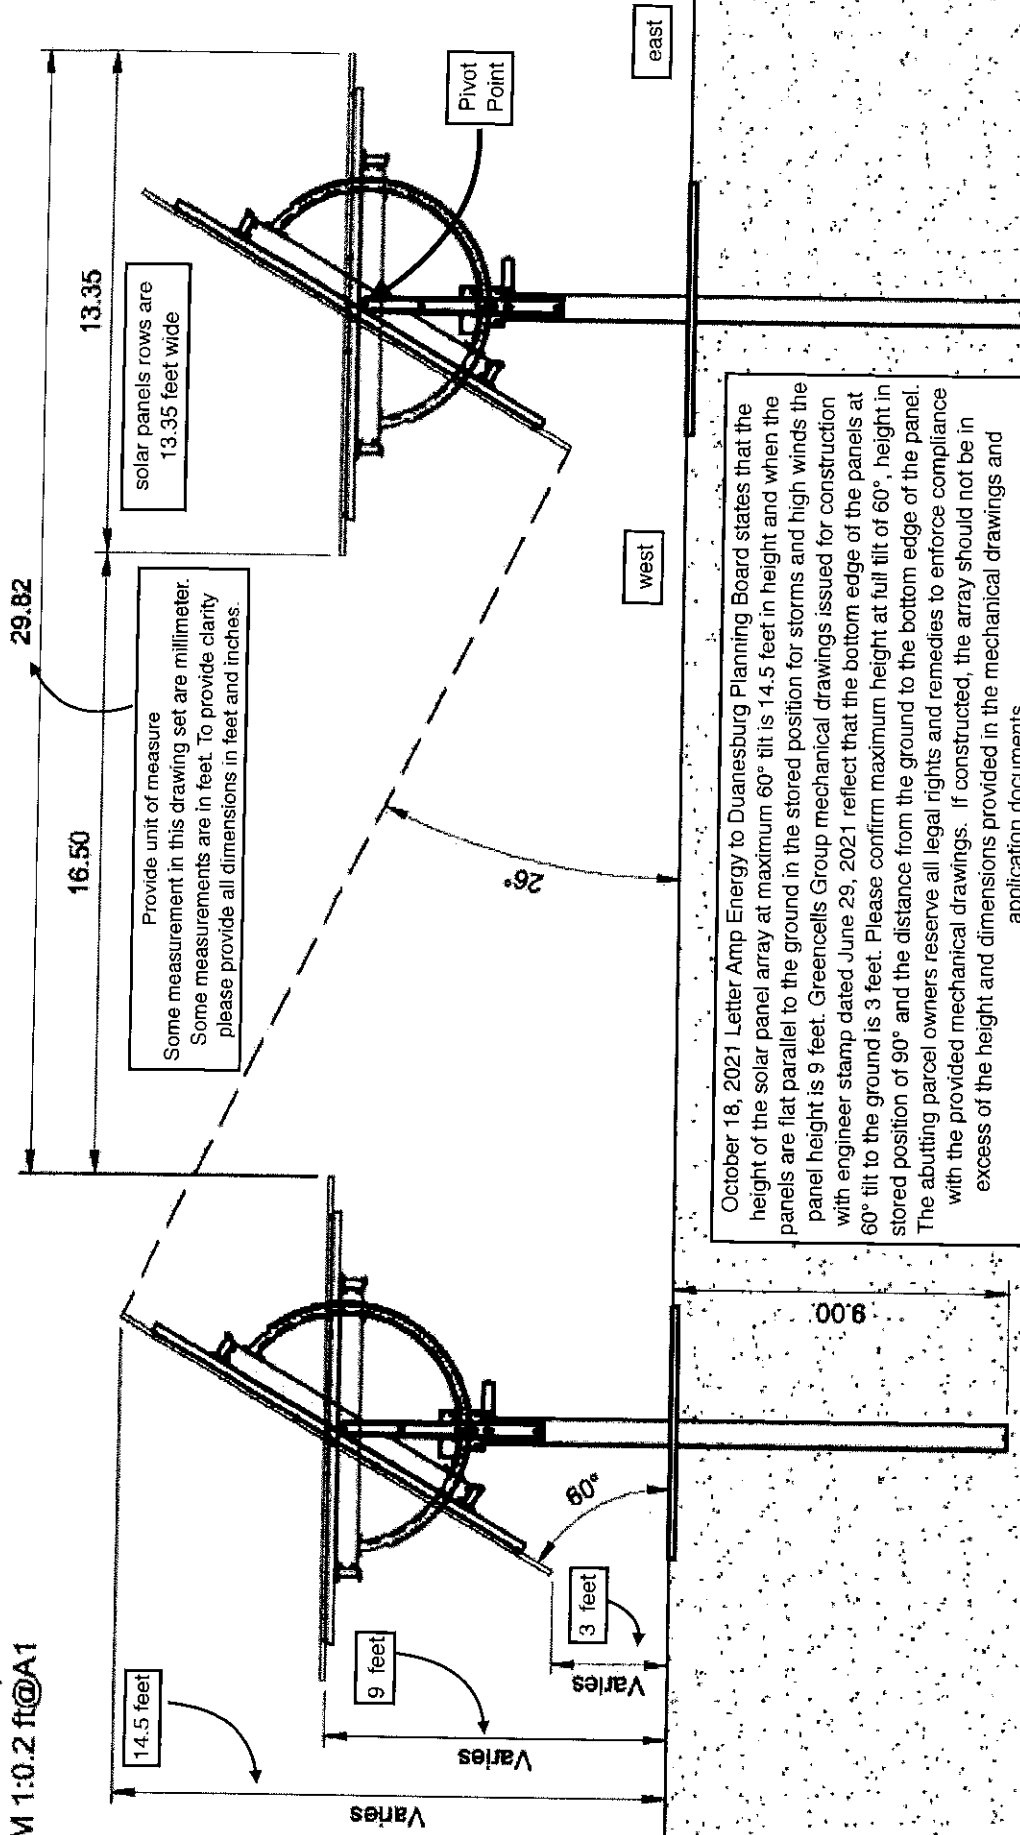 M 1:0.2 ft@A1
29.82
16.50
13.35
solar panels rows are
13.35 feet wide
Provide unit of measure
Some measurement in this drawing set are millimeter.
Some measurements are in feet. To provide clarity
please provide all dimensions in feet and inches.
Pivot
Point
14.5 feet
9 feet
3 feet
Varies
Varies
Varies
60°
26°
9.00
west
east
October 18, 2021 Letter Amp Energy to Duanesburg Planning Board states that the
height of the solar panel array at maximum 60° tilt is 14.5 feet in height and when the
panels are flat parallel to the ground in the stored position for storms and high winds the
panel height is 9 feet. Greencells Group mechanical drawings issued for construction
with engineer stamp dated June 29, 2021 reflect that the bottom edge of the panels at
60° tilt to the ground is 3 feet. Please confirm maximum height at full tilt of 60°, height in
stored position of 90° and the distance from the ground to the bottom edge of the panel.
The abutting parcel owners reserve all legal rights and remedies to enforce compliance
with the provided mechanical drawings. If constructed, the array should not be in
excess of the height and dimensions provided in the mechanical drawings and
application documents